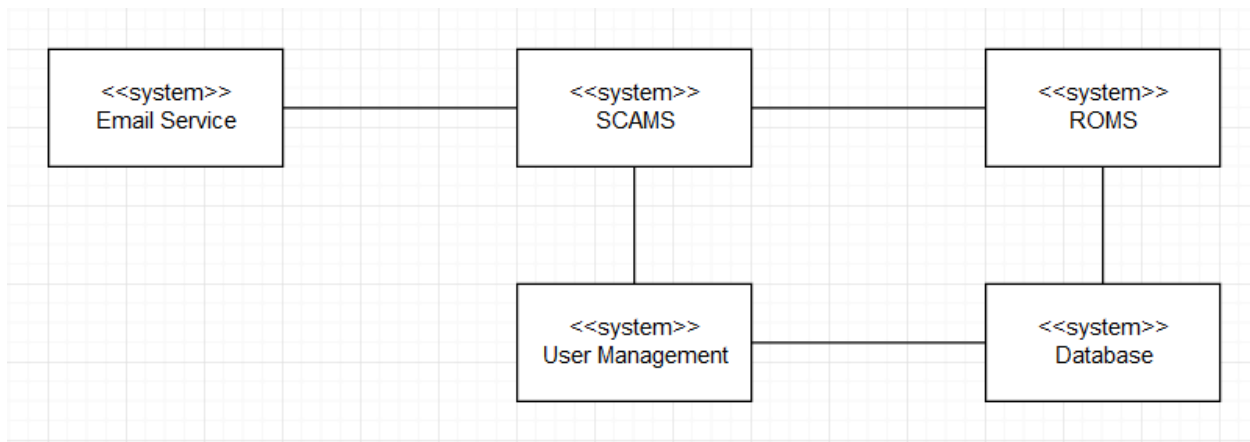 <<system>>
Email Service
<<system>>
SCAMS
<<system>>
ROMS
<<system>>
User Management
<<system>>
Database